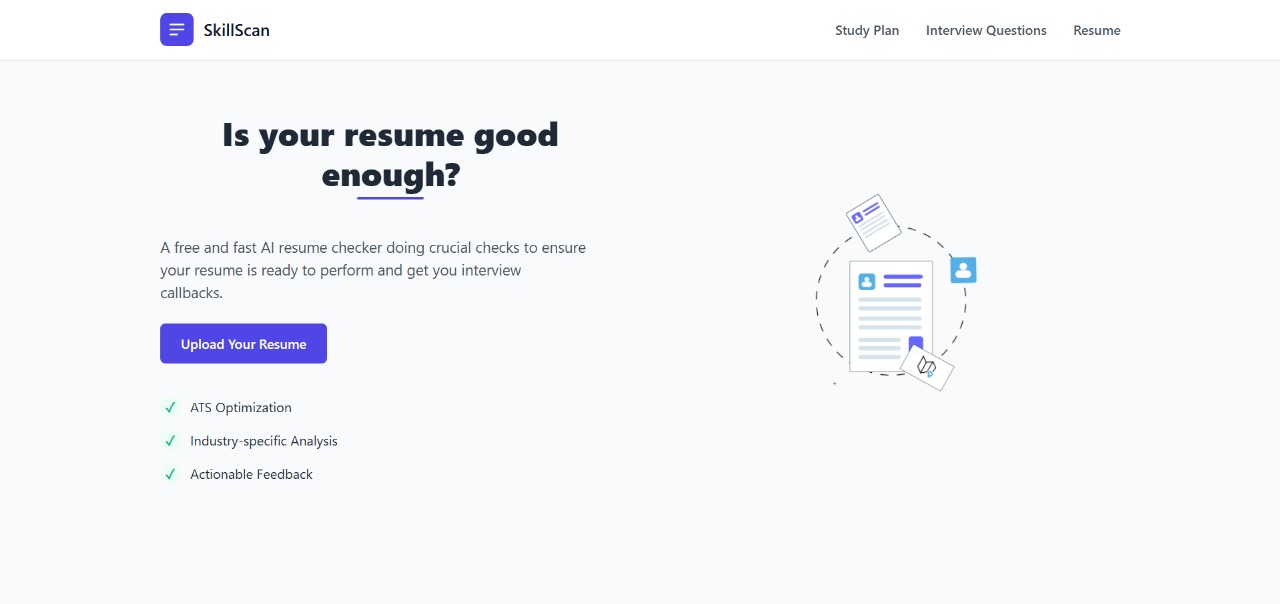 SkillScan
Study Plan
Interview Questions
Resume
Is your resume good
enough?
A free and fast AI resume checker doing crucial checks to ensure
your resume is ready to perform and get you interview
callbacks.
Upload Your Resume
✓ ATS Optimization
✓ Industry-specific Analysis
✓ Actionable Feedback